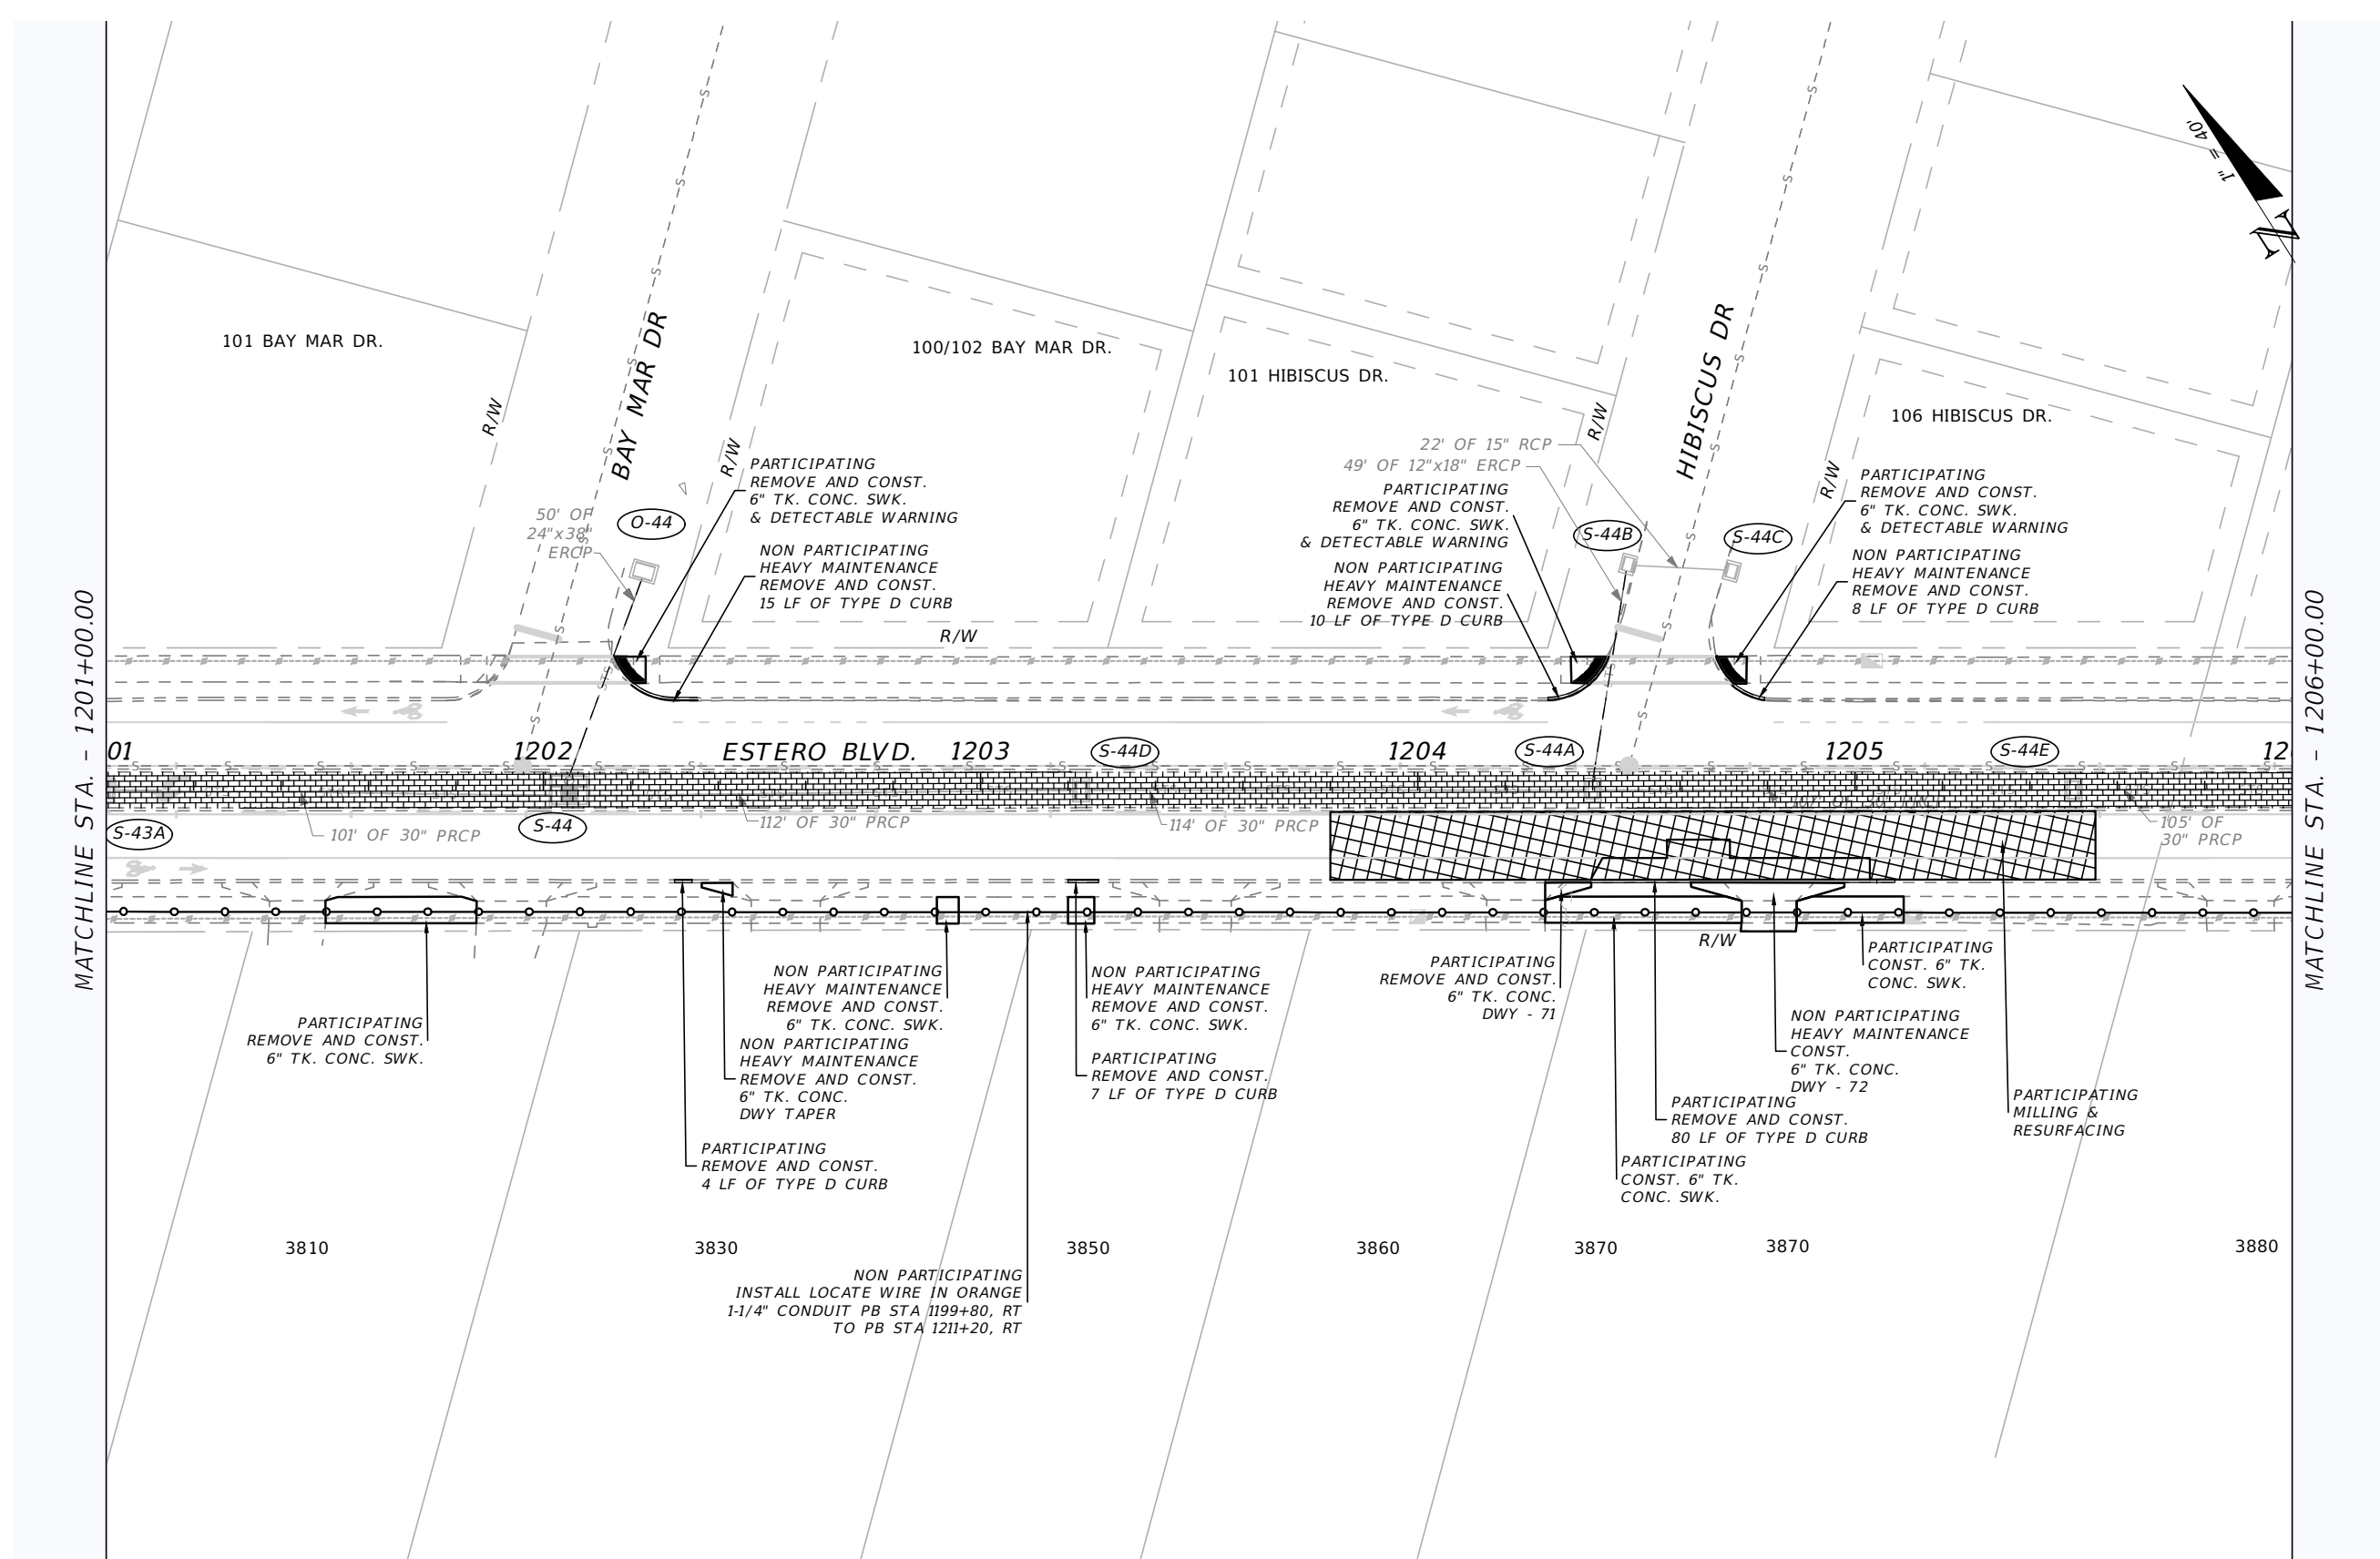 1" = 40'
N
101 BAY MAR DR.
100/102 BAY MAR DR.
101 HIBISCUS DR.
106 HIBISCUS DR.
BAY MAR DR
HIBISCUS DR
R/W
R/W
R/W
R/W
PARTICIPATING
REMOVE AND CONST.
6" TK. CONC. SWK.
& DETECTABLE WARNING
NON PARTICIPATING
HEAVY MAINTENANCE
REMOVE AND CONST.
15 LF OF TYPE D CURB
50' OF
24"x38"
ERCP
O-44
22' OF 15" RCP
49' OF 12"x18" ERCP
PARTICIPATING
REMOVE AND CONST.
6" TK. CONC. SWK.
& DETECTABLE WARNING
NON PARTICIPATING
HEAVY MAINTENANCE
REMOVE AND CONST.
10 LF OF TYPE D CURB
S-44B
S-44C
PARTICIPATING
REMOVE AND CONST.
6" TK. CONC. SWK.
& DETECTABLE WARNING
NON PARTICIPATING
HEAVY MAINTENANCE
REMOVE AND CONST.
8 LF OF TYPE D CURB
R/W
MATCHLINE STA. - 1201+00.00
MATCHLINE STA. - 1206+00.00
01
1202
ESTERO BLVD.
1203
S-44D
1204
S-44A
1205
S-44E
12
S-43A
101' OF 30" PRCP
S-44
112' OF 30" PRCP
114' OF 30" PRCP
105' OF
30" PRCP
R/W
PARTICIPATING
REMOVE AND CONST.
6" TK. CONC. SWK.
NON PARTICIPATING
HEAVY MAINTENANCE
REMOVE AND CONST.
6" TK. CONC. SWK.
NON PARTICIPATING
HEAVY MAINTENANCE
REMOVE AND CONST.
6" TK. CONC.
DWY TAPER
PARTICIPATING
REMOVE AND CONST.
4 LF OF TYPE D CURB
NON PARTICIPATING
HEAVY MAINTENANCE
REMOVE AND CONST.
6" TK. CONC. SWK.
PARTICIPATING
REMOVE AND CONST.
7 LF OF TYPE D CURB
PARTICIPATING
REMOVE AND CONST.
6" TK. CONC.
DWY - 71
PARTICIPATING
CONST. 6" TK.
CONC. SWK.
NON PARTICIPATING
HEAVY MAINTENANCE
CONST.
6" TK. CONC.
DWY - 72
PARTICIPATING
REMOVE AND CONST.
80 LF OF TYPE D CURB
PARTICIPATING
CONST. 6" TK.
CONC. SWK.
PARTICIPATING
MILLING &
RESURFACING
3810
3830
3850
3860
3870
3870
3880
NON PARTICIPATING
INSTALL LOCATE WIRE IN ORANGE
1-1/4" CONDUIT PB STA 1199+80, RT
TO PB STA 1211+20, RT